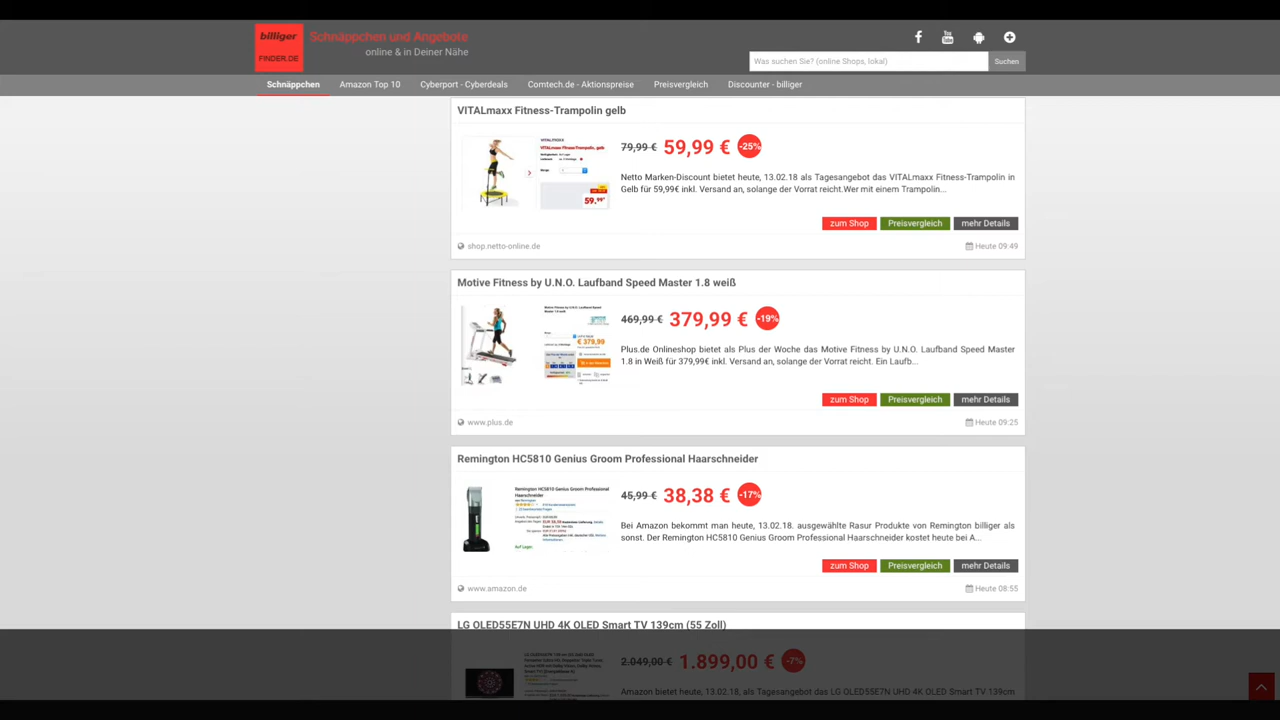 billiger
FINDER.DE
Schnäppchen und Angebote
online & in Deiner Nähe
Was suchen Sie? (online Shops, lokal)
Suchen
Schnäppchen
Amazon Top 10
Cyberport - Cyberdeals
Comtech.de - Aktionspreise
Preisvergleich
Discounter - billiger
VITALmaxx Fitness-Trampolin gelb
79,99 € 59,99 € -25%
59.99*
Netto Marken-Discount bietet heute, 13.02.18 als Tagesangebot das VITALmaxx Fitness-Trampolin in
Gelb für 59,99€ inkl. Versand an, solange der Vorrat reicht.Wer mit einem Trampolin...
zum Shop
Preisvergleich
mehr Details
shop.netto-online.de
Heute 09:49
Motive Fitness by U.N.O. Laufband Speed Master 1.8 weiß
469,99 € 379,99 € -19%
€ 379,99
Plus.de Onlineshop bietet als Plus der Woche das Motive Fitness by U.N.O. Laufband Speed Master
1.8 in Weiß für 379,99€ inkl. Versand an, solange der Vorrat reicht. Ein Laufb...
zum Shop
Preisvergleich
mehr Details
www.plus.de
Heute 09:25
Remington HC5810 Genius Groom Professional Haarschneider
45,99 € 38,38 € -17%
Remington HC5810 Genius Groom Professional
Haarschneider
Bei Amazon bekommt man heute, 13.02.18. ausgewählte Rasur Produkte von Remington billiger als
sonst. Der Remington HC5810 Genius Groom Professional Haarschneider kostet heute bei A...
zum Shop
Preisvergleich
mehr Details
www.amazon.de
Heute 08:55
LG OLED55E7N UHD 4K OLED Smart TV 139cm (55 Zoll)
2.049,00 € 1.899,00 € -7%
Amazon bietet heute, 13.02.18, als Tagesangebot das LG OLED55E7N UHD 4K OLED Smart TV 139cm